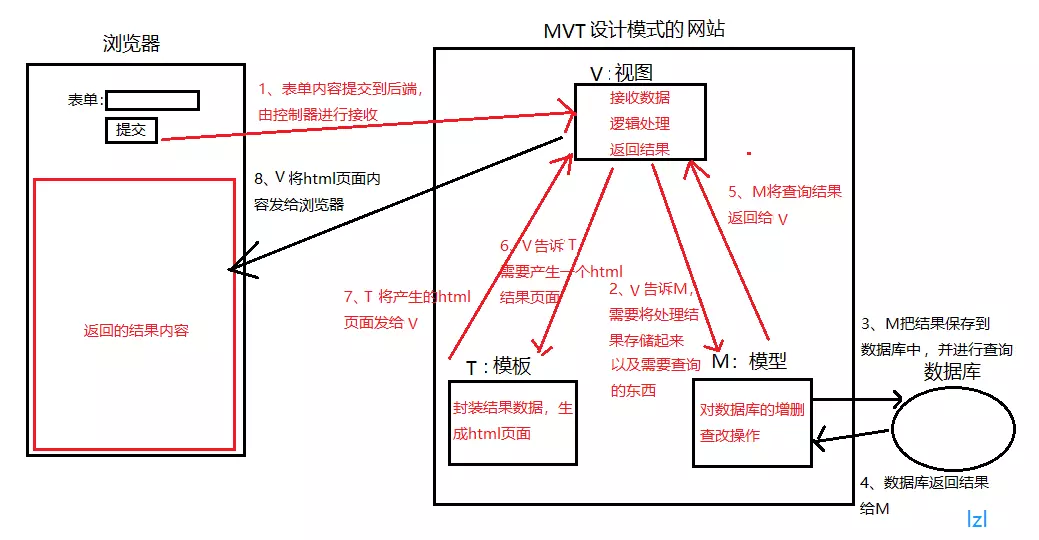 MVT设计模式的网站
浏览器
V:视图
表单:
提交
1、表单内容提交到后端,
由控制器进行接收
接收数据
逻辑处理
返回结果
8、V 将html页面内
容发给浏览器
5、M将查询结果
返回给 V
6、V 告诉 T,
需要产生一个html
结果页面
7、T 将产生的html
页面发给 V
2、V 告诉M,
需要将处理结
果存储起来
以及需要查询
的东西
返回的结果内容
3、M把结果保存到
数据库中,并进行查询
T:模板
M:模型
数据库
封装结果数据,生
成html页面
对数据库的增删
查改操作
4、数据库返回结果
给M
lzl